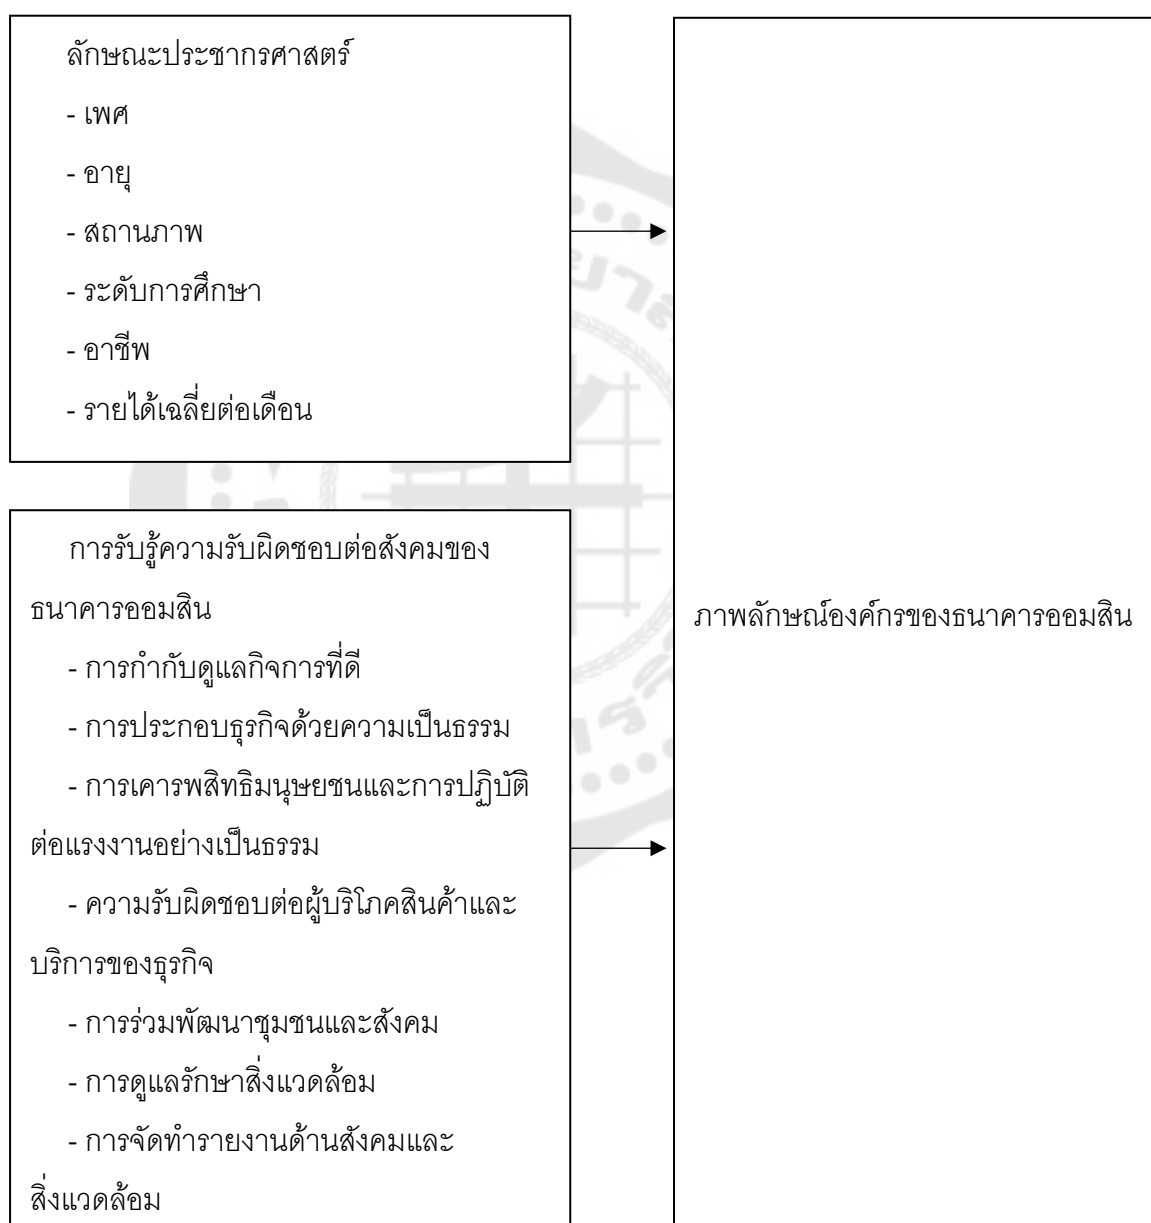 ลักษณะประชากรศาสตร์
- เพศ
- อายุ
- สถานภาพ
- ระดับการศึกษา
- อาชีพ
- รายได้เฉลี่ยต่อเดือน
การรับรู้ความรับผิดชอบต่อสังคมของ
ธนาคารออมสิน
- การกำกับดูแลกิจการที่ดี
- การประกอบธุรกิจด้วยความเป็นธรรม
- การเคารพสิทธิมนุษยชนและการปฏิบัติ
ต่อแรงงานอย่างเป็นธรรม
- ความรับผิดชอบต่อผู้บริโภคสินค้าและ
บริการของธุรกิจ
- การร่วมพัฒนาชุมชนและสังคม
- การดูแลรักษาสิ่งแวดล้อม
- การจัดทำรายงานด้านสังคมและ
สิ่งแวดล้อม
ภาพลักษณ์องค์กรของธนาคารออมสิน